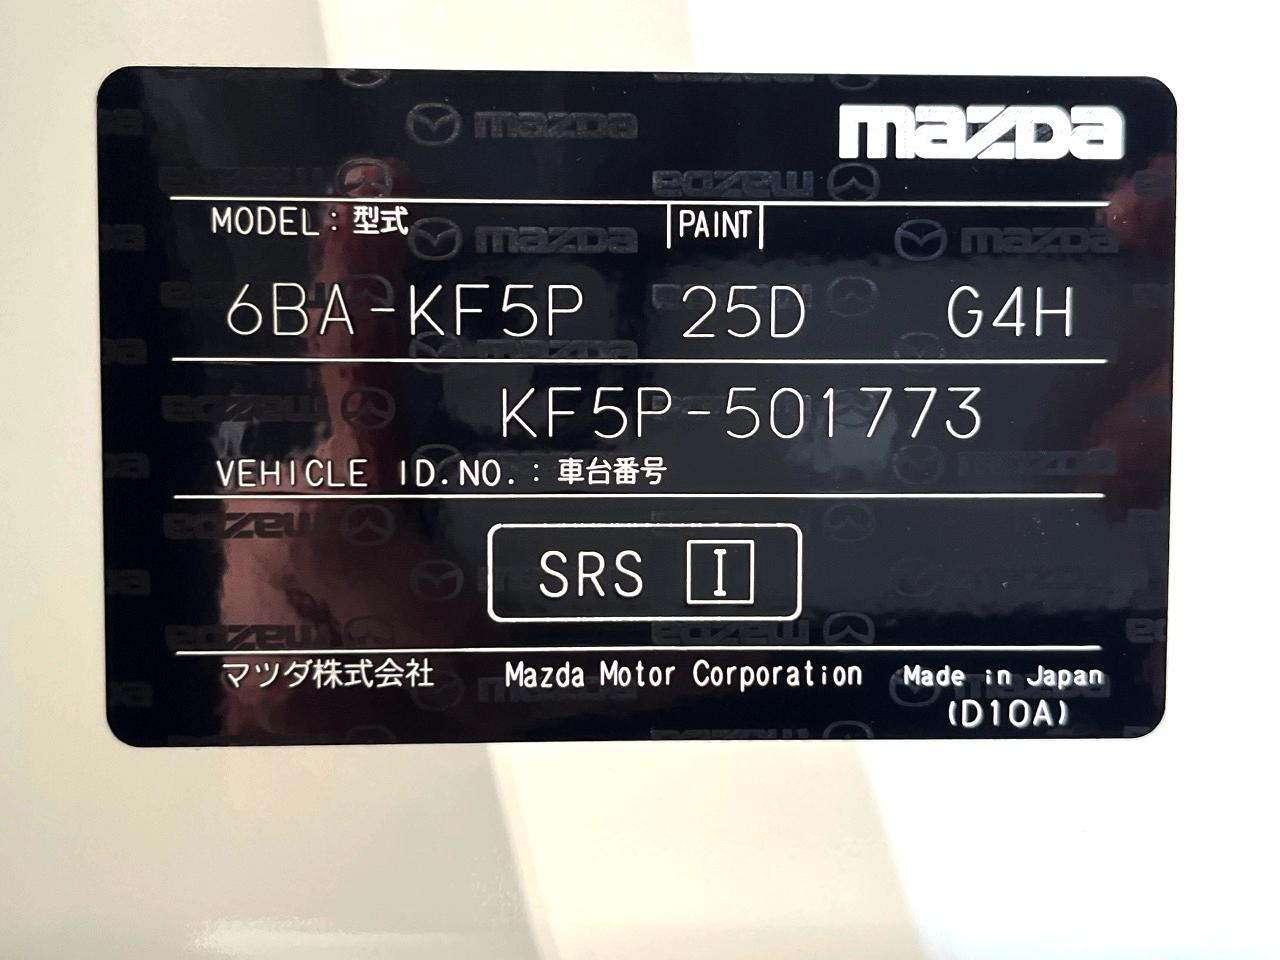 mazda
MODEL : 型式 PAINT
6BA-KF5P 25D G4H
KF5P-501773
VEHICLE ID.NO. : 車台番号
SRS I
マツダ株式会社 Mazda Motor Corporation Made in Japan
(D10A)